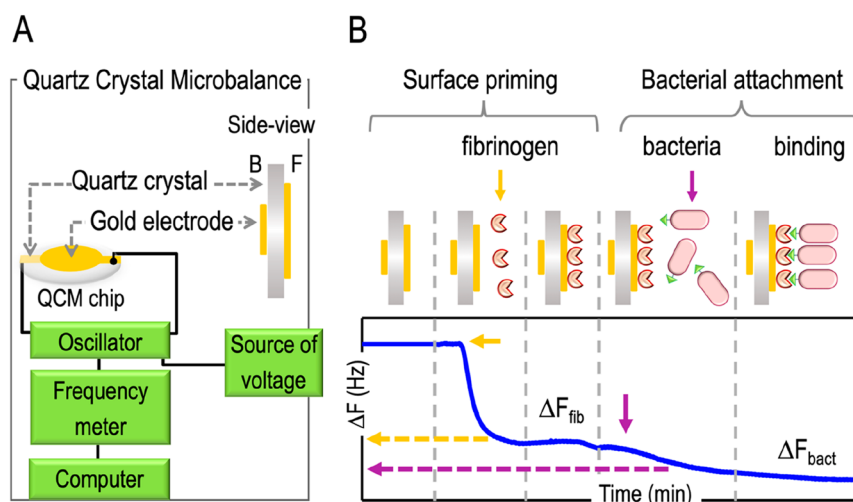 A
Quartz Crystal Microbalance
Side-view
B F
Quartz crystal
Gold electrode
QCM chip
Oscillator
Source of
voltage
Frequency
meter
Computer
B
Surface priming
Bacterial attachment
fibrinogen
bacteria
binding
ΔF (Hz)
ΔFfib
ΔFbact
Time (min)